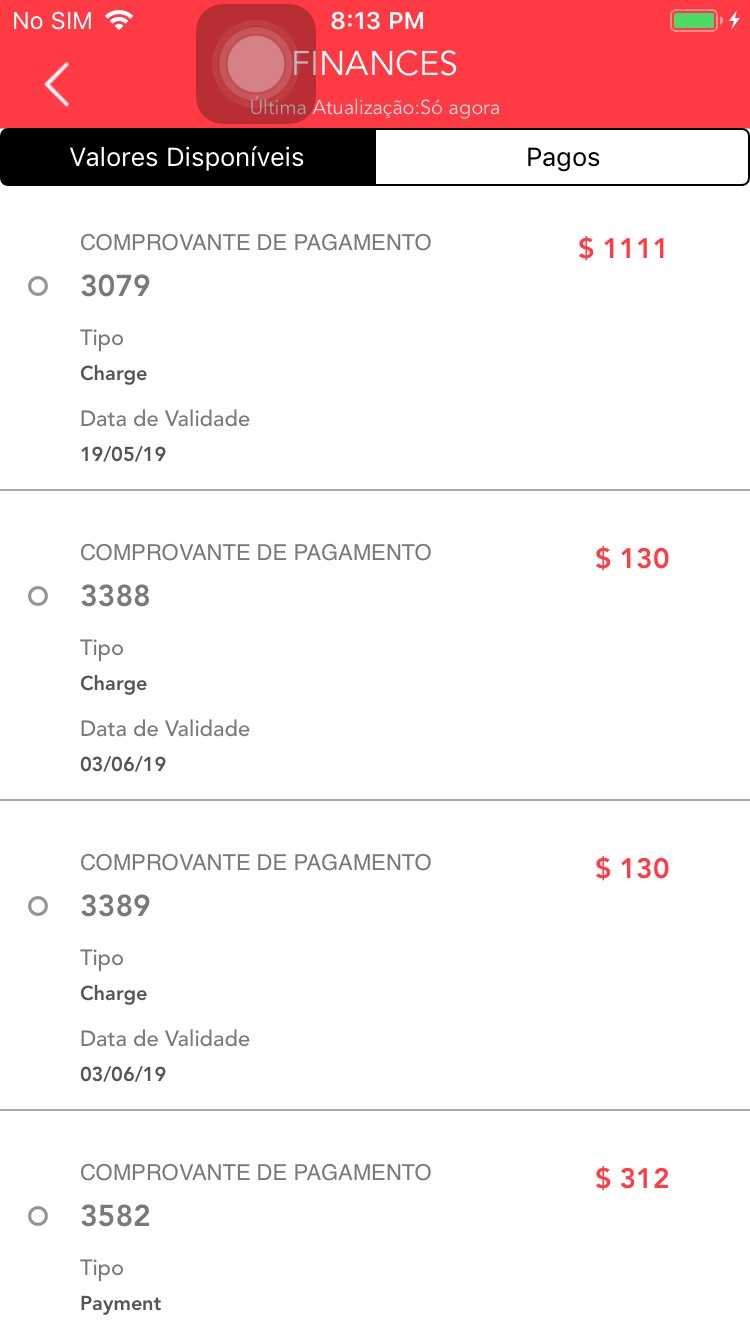 No SIM 8:13 PM
FINANCES
Última Atualização:Só agora
Valores Disponíveis Pagos
COMPROVANTE DE PAGAMENTO $ 1111
3079
Tipo
Charge
Data de Validade
19/05/19
COMPROVANTE DE PAGAMENTO $ 130
3388
Tipo
Charge
Data de Validade
03/06/19
COMPROVANTE DE PAGAMENTO $ 130
3389
Tipo
Charge
Data de Validade
03/06/19
COMPROVANTE DE PAGAMENTO $ 312
3582
Tipo
Payment